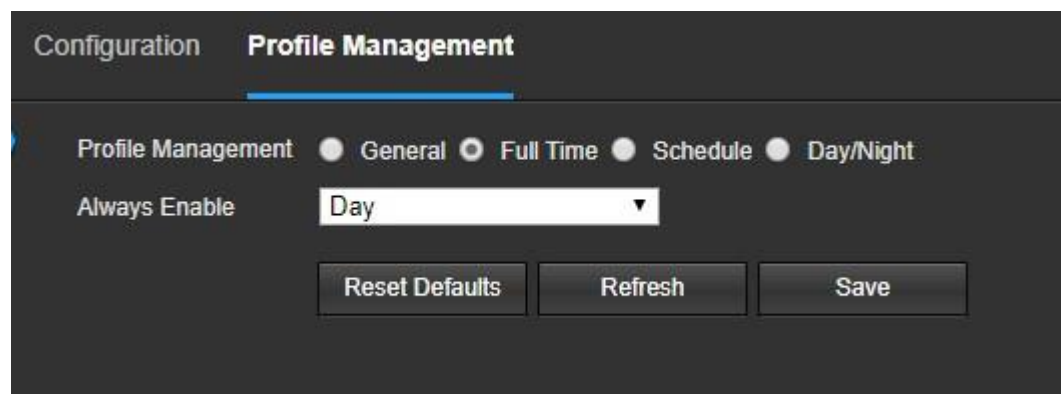 Configuration Profile Management
Profile Management General Full Time Schedule Day/Night
Always Enable Day
Reset Defaults Refresh Save